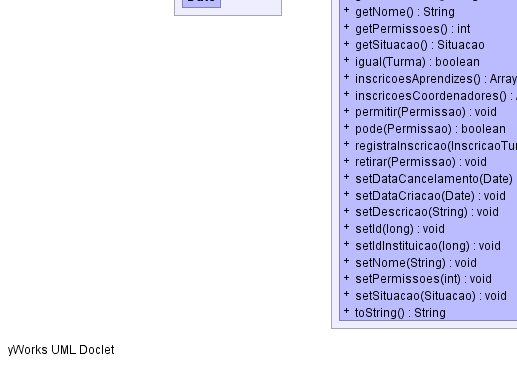 + getNome() : String
+ getPermissoes() : int
+ getSituacao() : Situacao
+ igual(Turma) : boolean
+ inscricoesAprendizes() : Array
+ inscricoesCoordenadores() :
+ permitir(Permissao) : void
+ pode(Permissao) : boolean
+ registraInscricao(InscricaoTur
+ retirar(Permissao) : void
+ setDataCancelamento(Date)
+ setDataCriacao(Date) : void
+ setDescricao(String) : void
+ setId(long) : void
+ setIdInstituicao(long) : void
+ setNome(String) : void
+ setPermissoes(int) : void
+ setSituacao(Situacao) : void
+ toString() : String
yWorks UML Doclet